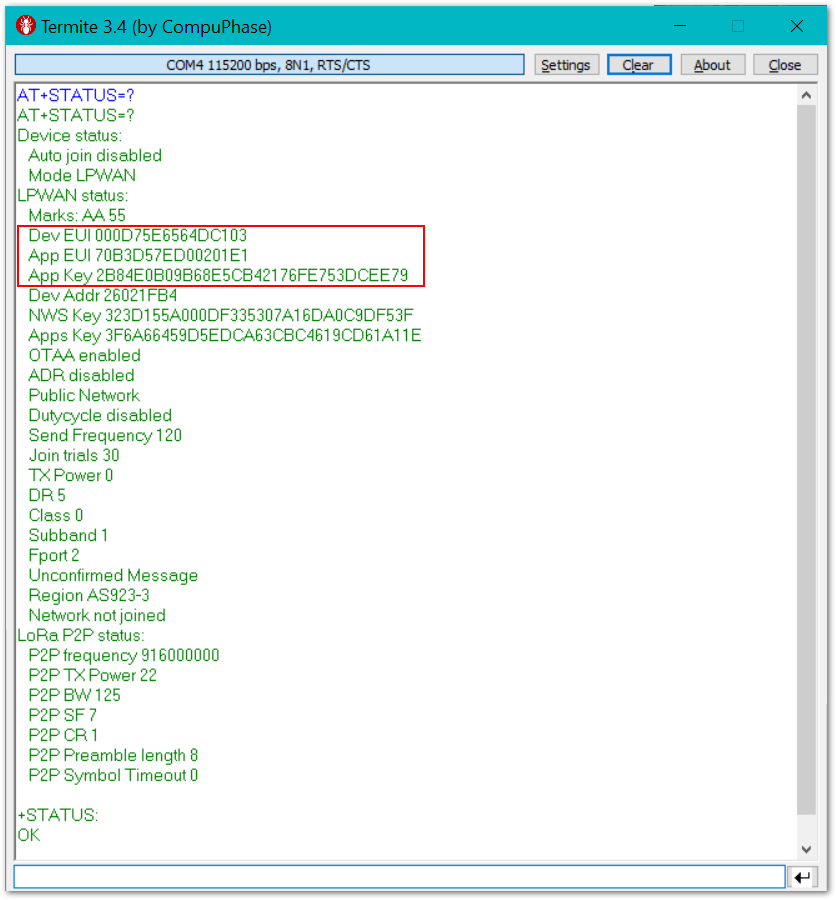 Termite 3.4 (by CompuPhase)
COM4 115200 bps, 8N1, RTS/CTS
Settings
Clear
About
Close
AT+STATUS=?
AT+STATUS=?
Device status:
Auto join disabled
Mode LPWAN
LPWAN status:
Marks: AA 55
Dev EUI 000D75E6564DC103
App EUI 70B3D57ED00201E1
App Key 2B84E0B09B68E5CB42176FE753DCEE79
Dev Addr 26021FB4
NWS Key 323D155A000DF335307A16DA0C9DF53F
Apps Key 3F6A66459D5EDCA63CBC4619CD61A11E
OTAA enabled
ADR disabled
Public Network
Dutycycle disabled
Send Frequency 120
Join trials 30
TX Power 0
DR 5
Class 0
Subband 1
Fport 2
Unconfirmed Message
Region AS923-3
Network not joined
LoRa P2P status:
P2P frequency 916000000
P2P TX Power 22
P2P BW 125
P2P SF 7
P2P CR 1
P2P Preamble length 8
P2P Symbol Timeout 0
+STATUS:
OK